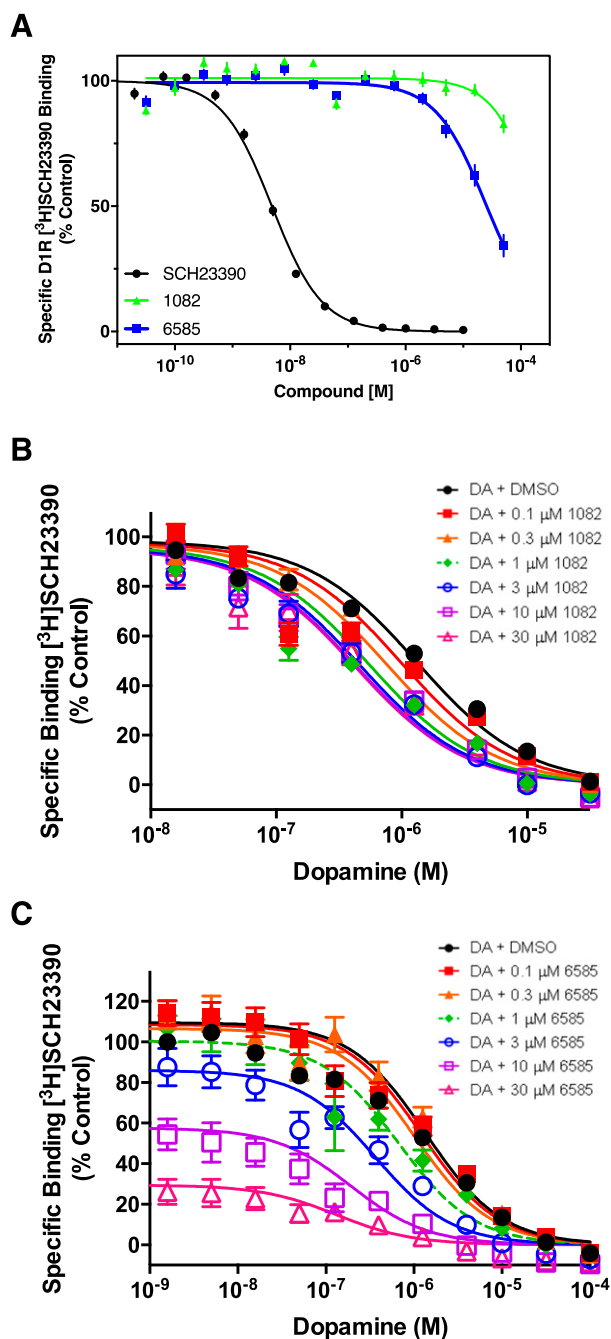 A
Specific D1R [³H]SCH23390 Binding
(% Control)
100
50
0
SCH23390
1082
6585
10⁻¹⁰
10⁻⁸
10⁻⁶
10⁻⁴
Compound [M]
B
DA + DMSO
DA + 0.1 µM 1082
DA + 0.3 µM 1082
DA + 1 µM 1082
DA + 3 µM 1082
DA + 10 µM 1082
DA + 30 µM 1082
Specific Binding [³H]SCH23390
(% Control)
100
80
60
40
20
0
10⁻⁸
10⁻⁷
10⁻⁶
10⁻⁵
Dopamine (M)
C
DA + DMSO
DA + 0.1 µM 6585
DA + 0.3 µM 6585
DA + 1 µM 6585
DA + 3 µM 6585
DA + 10 µM 6585
DA + 30 µM 6585
Specific Binding [³H]SCH23390
(% Control)
120
100
80
60
40
20
0
10⁻⁹
10⁻⁸
10⁻⁷
10⁻⁶
10⁻⁵
10⁻⁴
Dopamine (M)